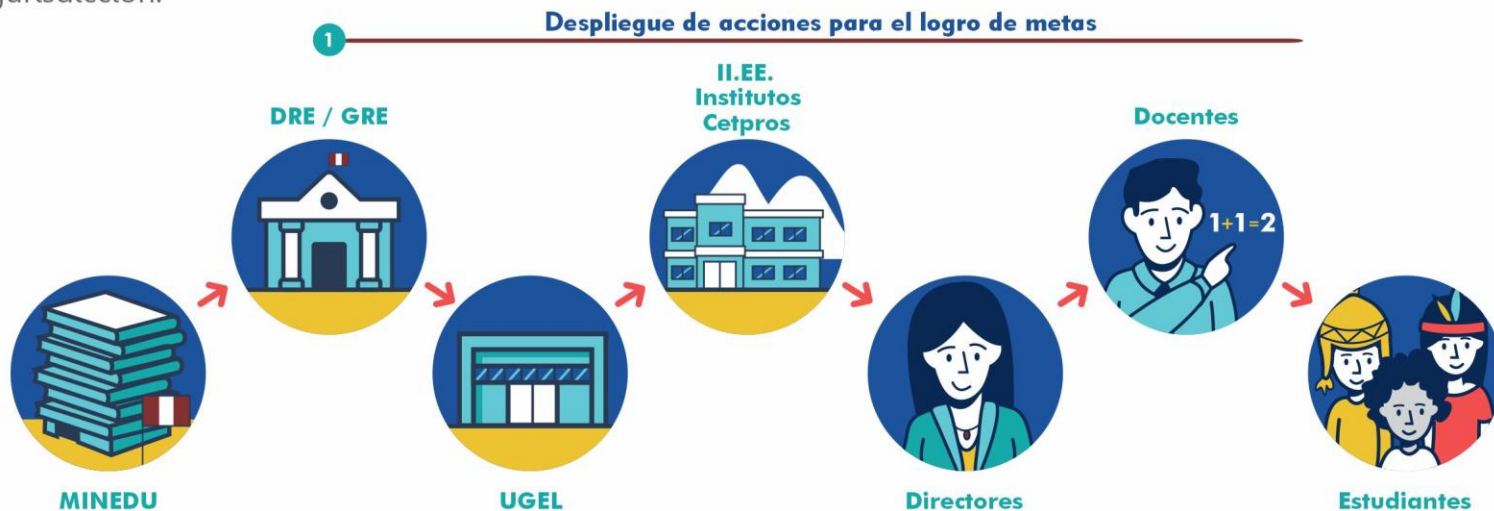 1
Despliegue de acciones para el logro de metas
II.EE.
Institutos
Cetpros
DRE / GRE
Docentes
1+1=2
MINEDU
UGEL
Directores
Estudiantes